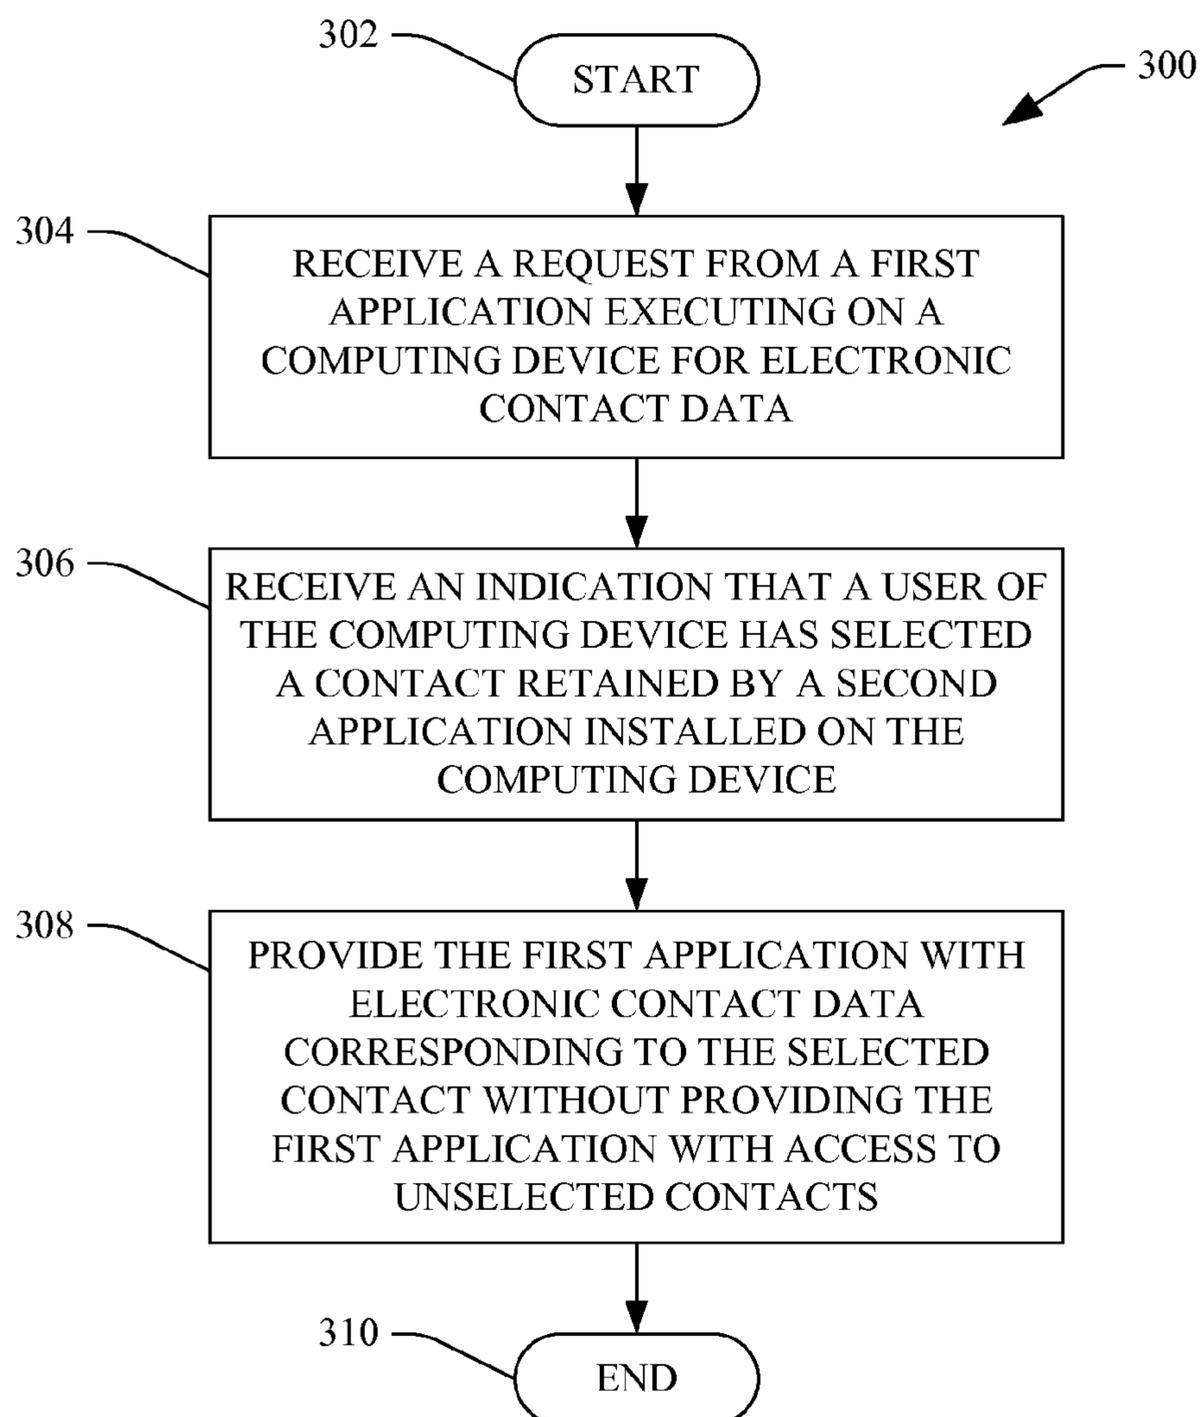 302
START
300
304
RECEIVE A REQUEST FROM A FIRST
APPLICATION EXECUTING ON A
COMPUTING DEVICE FOR ELECTRONIC
CONTACT DATA
306
RECEIVE AN INDICATION THAT A USER OF
THE COMPUTING DEVICE HAS SELECTED
A CONTACT RETAINED BY A SECOND
APPLICATION INSTALLED ON THE
COMPUTING DEVICE
308
PROVIDE THE FIRST APPLICATION WITH
ELECTRONIC CONTACT DATA
CORRESPONDING TO THE SELECTED
CONTACT WITHOUT PROVIDING THE
FIRST APPLICATION WITH ACCESS TO
UNSELECTED CONTACTS
310
END